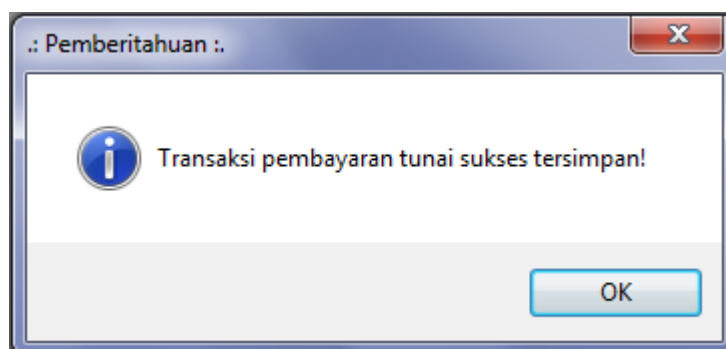 .: Pemberitahuan :.
Transaksi pembayaran tunai sukses tersimpan!
OK